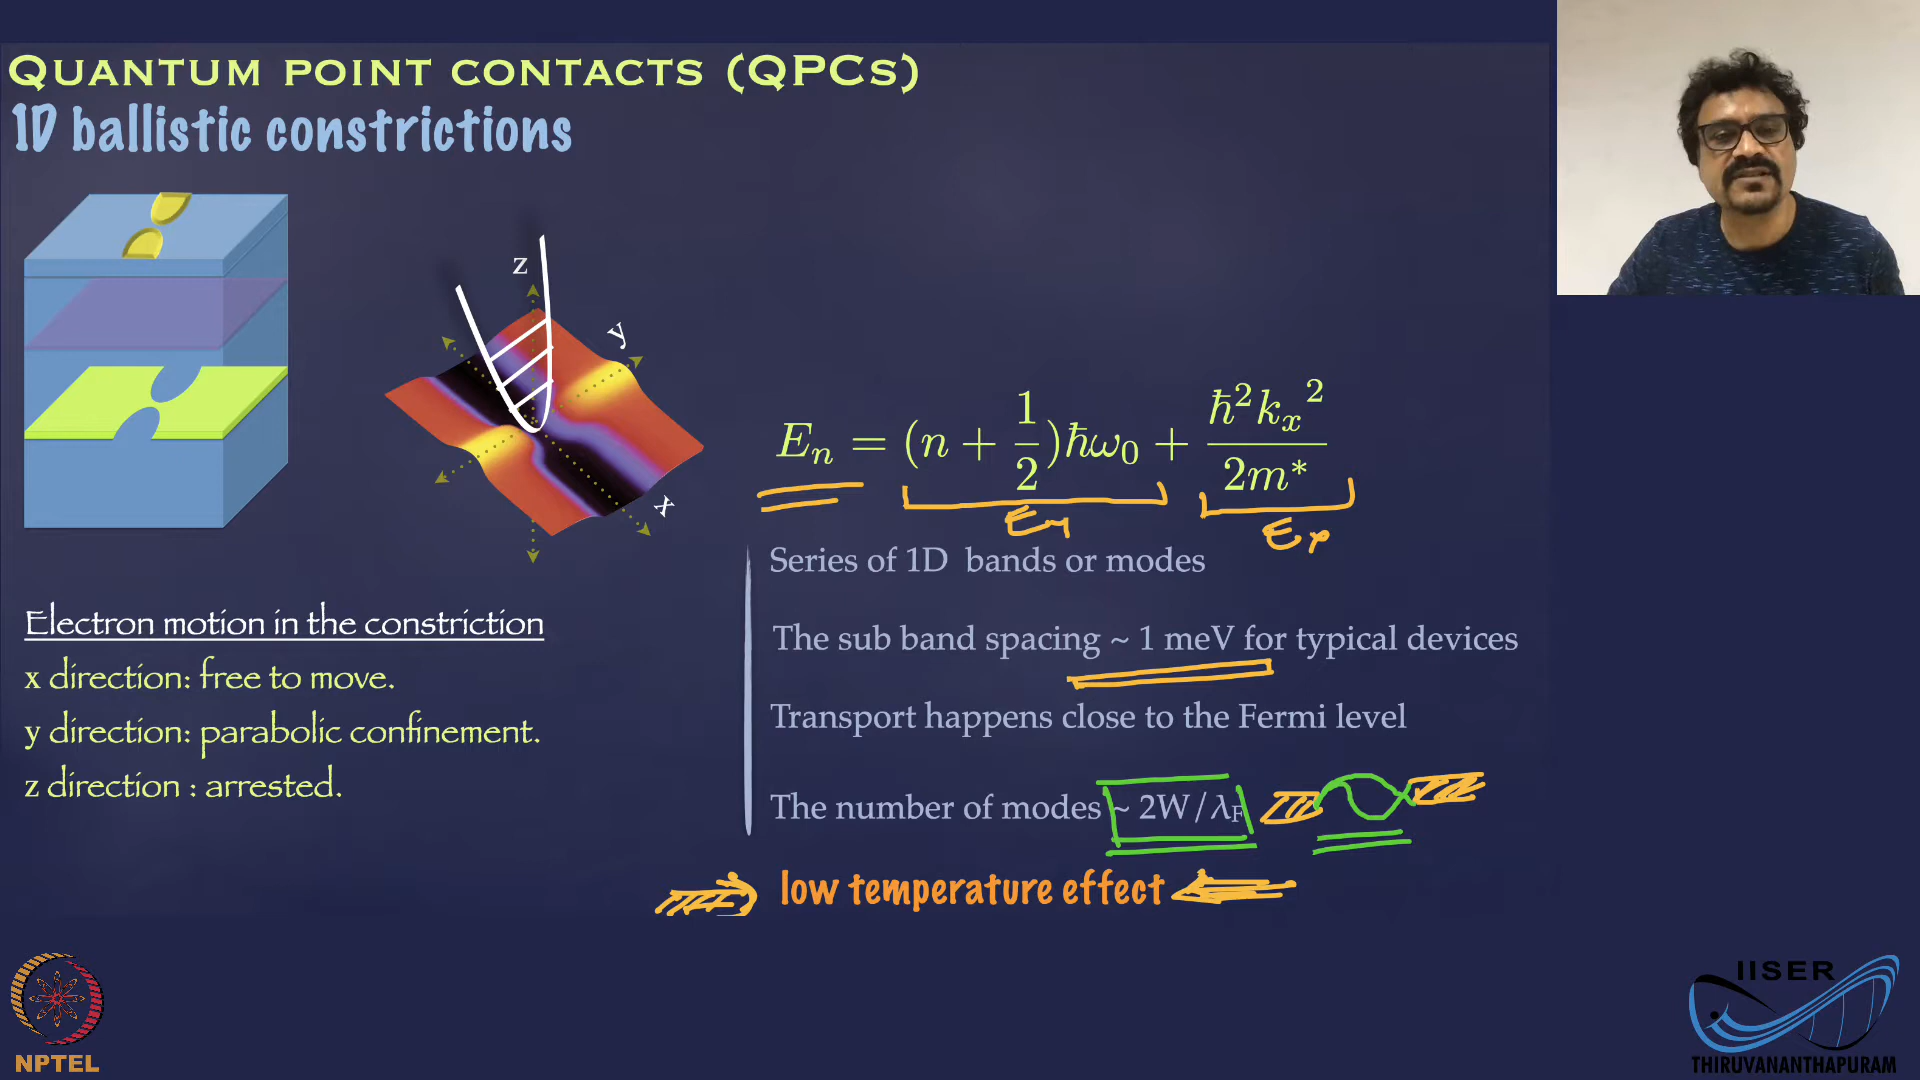 QUANTUM POINT CONTACTS (QPCS)
1D ballistic constrictions
z
y
x
E_n = (n + 1/2)ħω_0 + ħ²k_x²/2m*
E_y
E_x
Series of 1D bands or modes
The sub band spacing ~ 1 meV for typical devices
Transport happens close to the Fermi level
The number of modes ~ 2W/λ_F
low temperature effect
Electron motion in the constriction
x direction: free to move.
y direction: parabolic confinement.
z direction : arrested.
NPTEL
IISER
THIRUVANANTHAPURAM